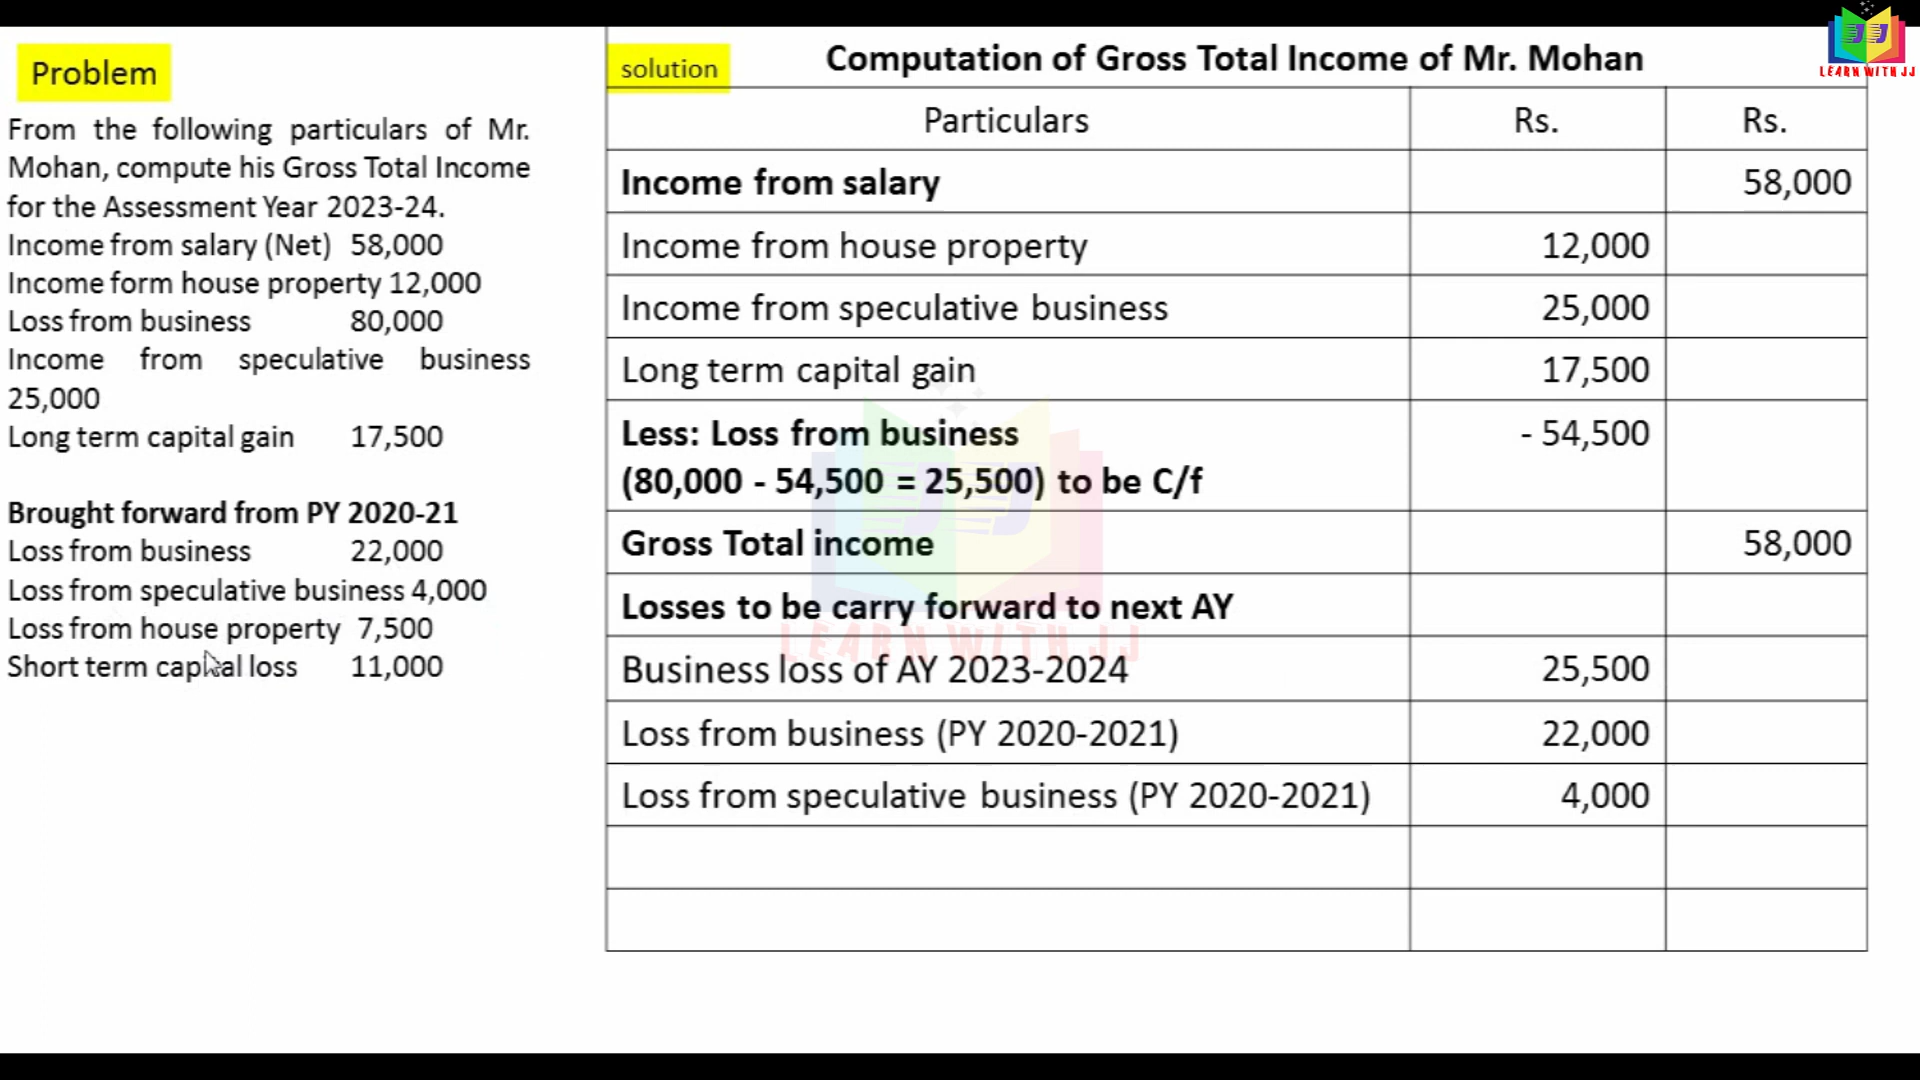 Problem
From the following particulars of Mr.
Mohan, compute his Gross Total Income
for the Assessment Year 2023-24.
Income from salary (Net) 58,000
Income form house property 12,000
Loss from business 80,000
Income from speculative business
25,000
Long term capital gain 17,500
Brought forward from PY 2020-21
Loss from business 22,000
Loss from speculative business 4,000
Loss from house property 7,500
Short term capital loss 11,000
solution
Computation of Gross Total Income of Mr. Mohan
Particulars Rs. Rs.
Income from salary 58,000
Income from house property 12,000
Income from speculative business 25,000
Long term capital gain 17,500
Less: Loss from business - 54,500
(80,000 - 54,500 = 25,500) to be C/f
Gross Total income 58,000
Losses to be carry forward to next AY
Business loss of AY 2023-2024 25,500
Loss from business (PY 2020-2021) 22,000
Loss from speculative business (PY 2020-2021) 4,000
JJ
LEARN WITH JJ
JJ
LEARN WITH JJ